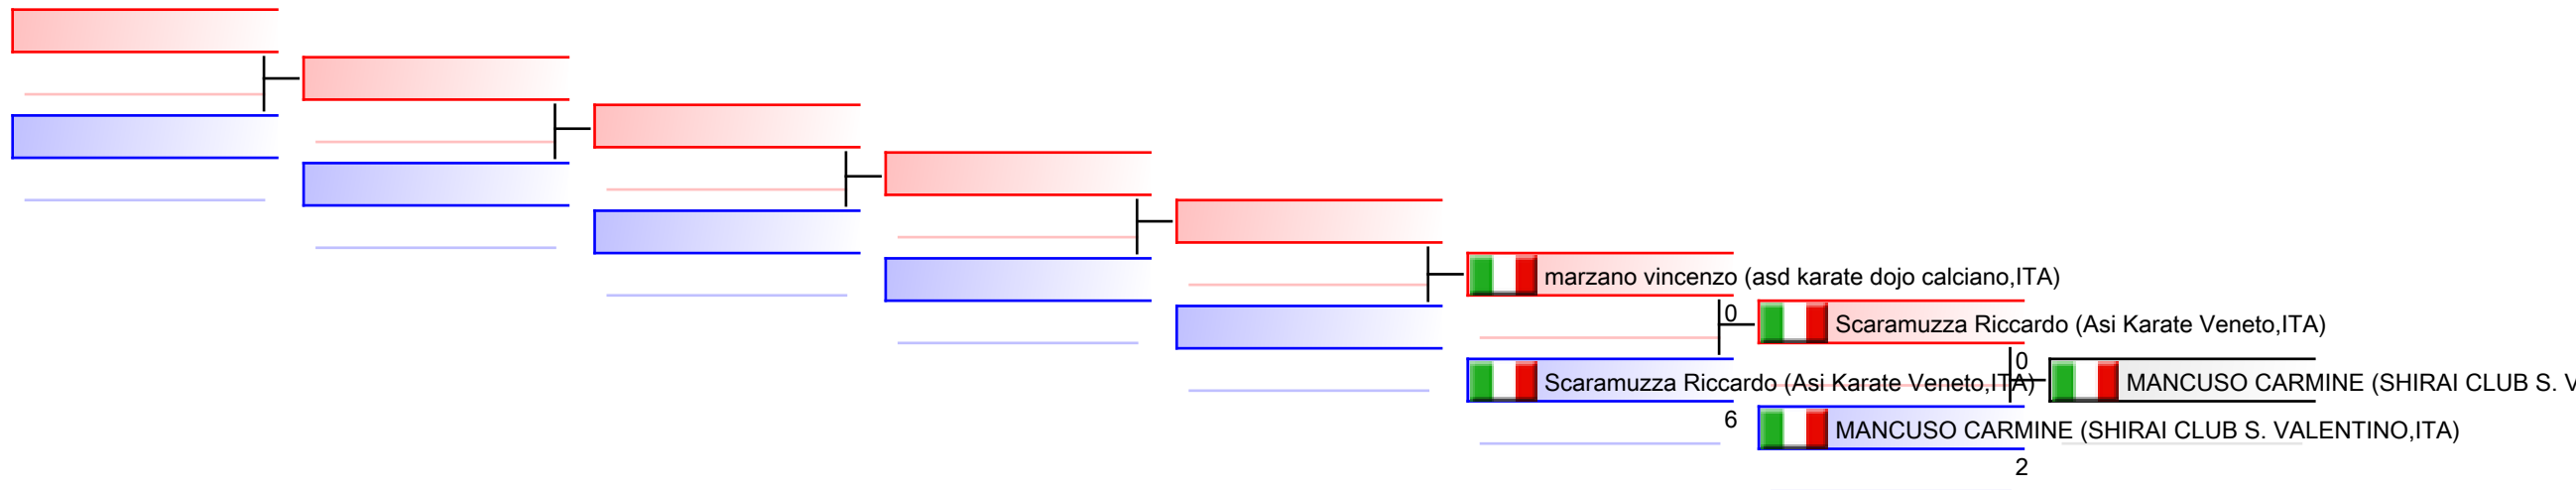 marzano vincenzo (asd karate dojo calciano,ITA)
0
Scaramuzza Riccardo (Asi Karate Veneto,ITA)
0
Scaramuzza Riccardo (Asi Karate Veneto,ITA)
MANCUSO CARMINE (SHIRAI CLUB S. V
6
MANCUSO CARMINE (SHIRAI CLUB S. VALENTINO,ITA)
2